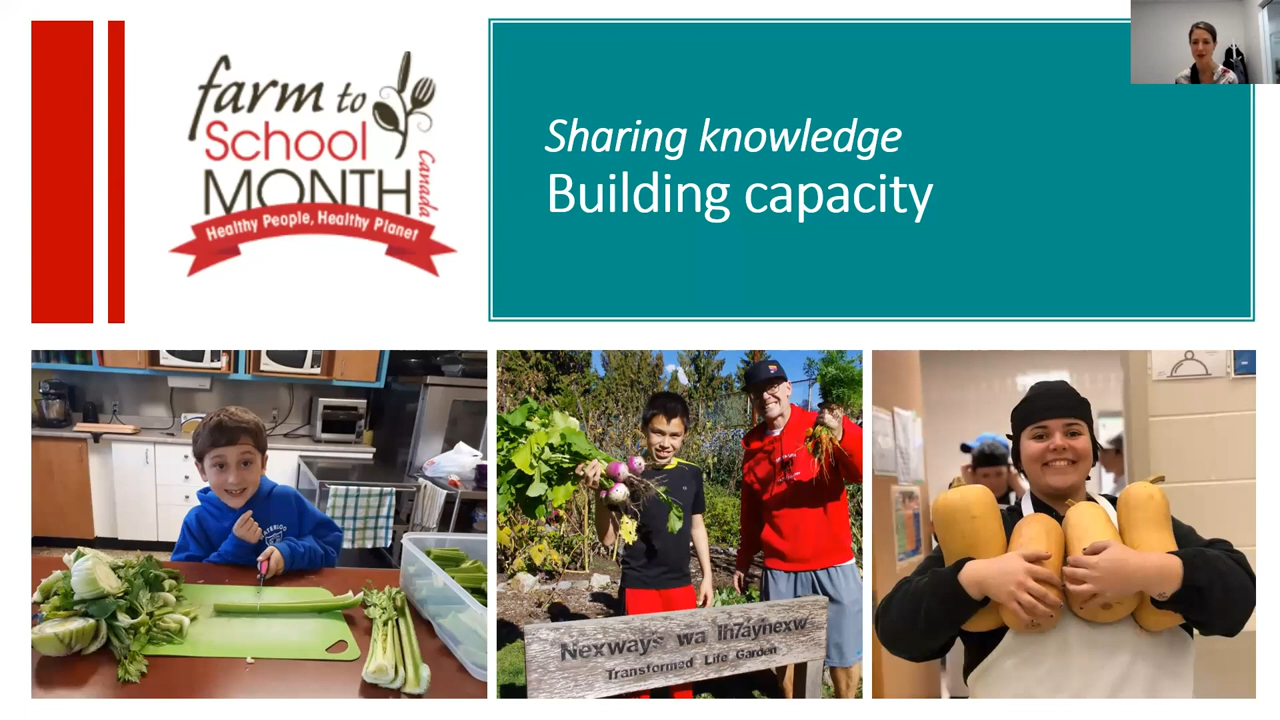 farm to
School
MONTH
Canada
Healthy People, Healthy Planet
Sharing knowledge
Building capacity
Nexways wa lh7aynexw
Transformed Life Garden